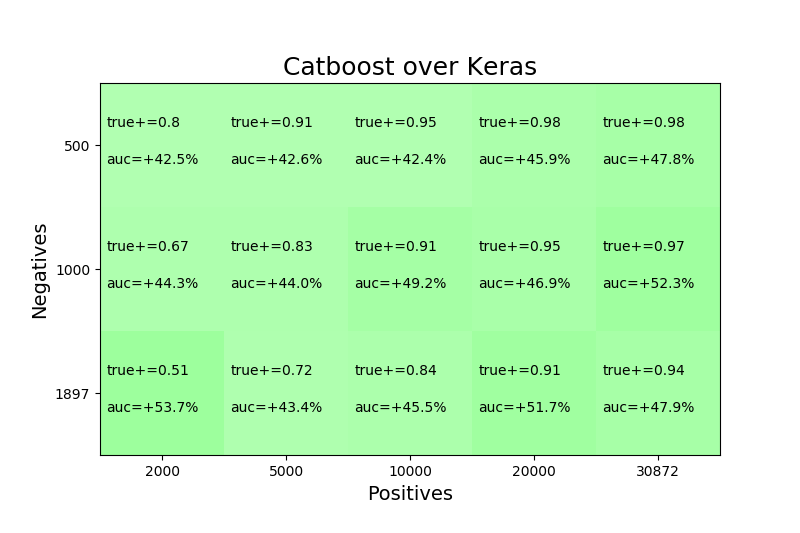 Catboost over Keras
true+=0.8 true+=0.91 true+=0.95 true+=0.98 true+=0.98
500
auc=+42.5% auc=+42.6% auc=+42.4% auc=+45.9% auc=+47.8%
true+=0.67 true+=0.83 true+=0.91 true+=0.95 true+=0.97
Negatives
1000
auc=+44.3% auc=+44.0% auc=+49.2% auc=+46.9% auc=+52.3%
true+=0.51 true+=0.72 true+=0.84 true+=0.91 true+=0.94
1897
auc=+53.7% auc=+43.4% auc=+45.5% auc=+51.7% auc=+47.9%
2000 5000 10000 20000 30872
Positives